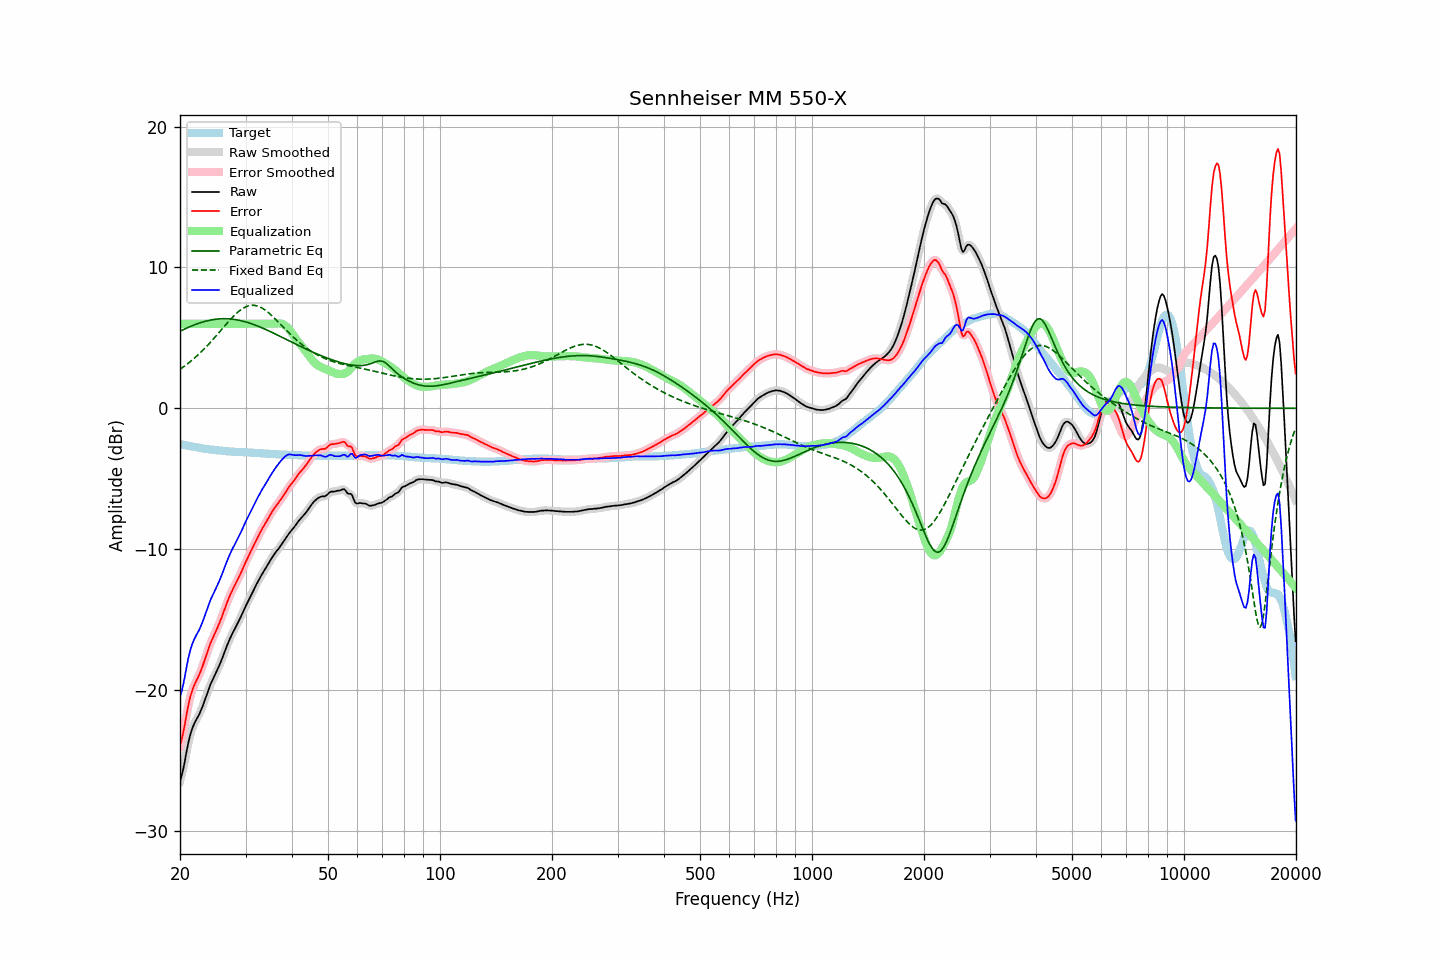 Sennheiser MM 550-X
Target
Raw Smoothed
Error Smoothed
Raw
Error
Equalization
Parametric Eq
Fixed Band Eq
Equalized
20
10
0
−10
−20
−30
Amplitude (dBr)
20
50
100
200
500
1000
2000
5000
10000
20000
Frequency (Hz)